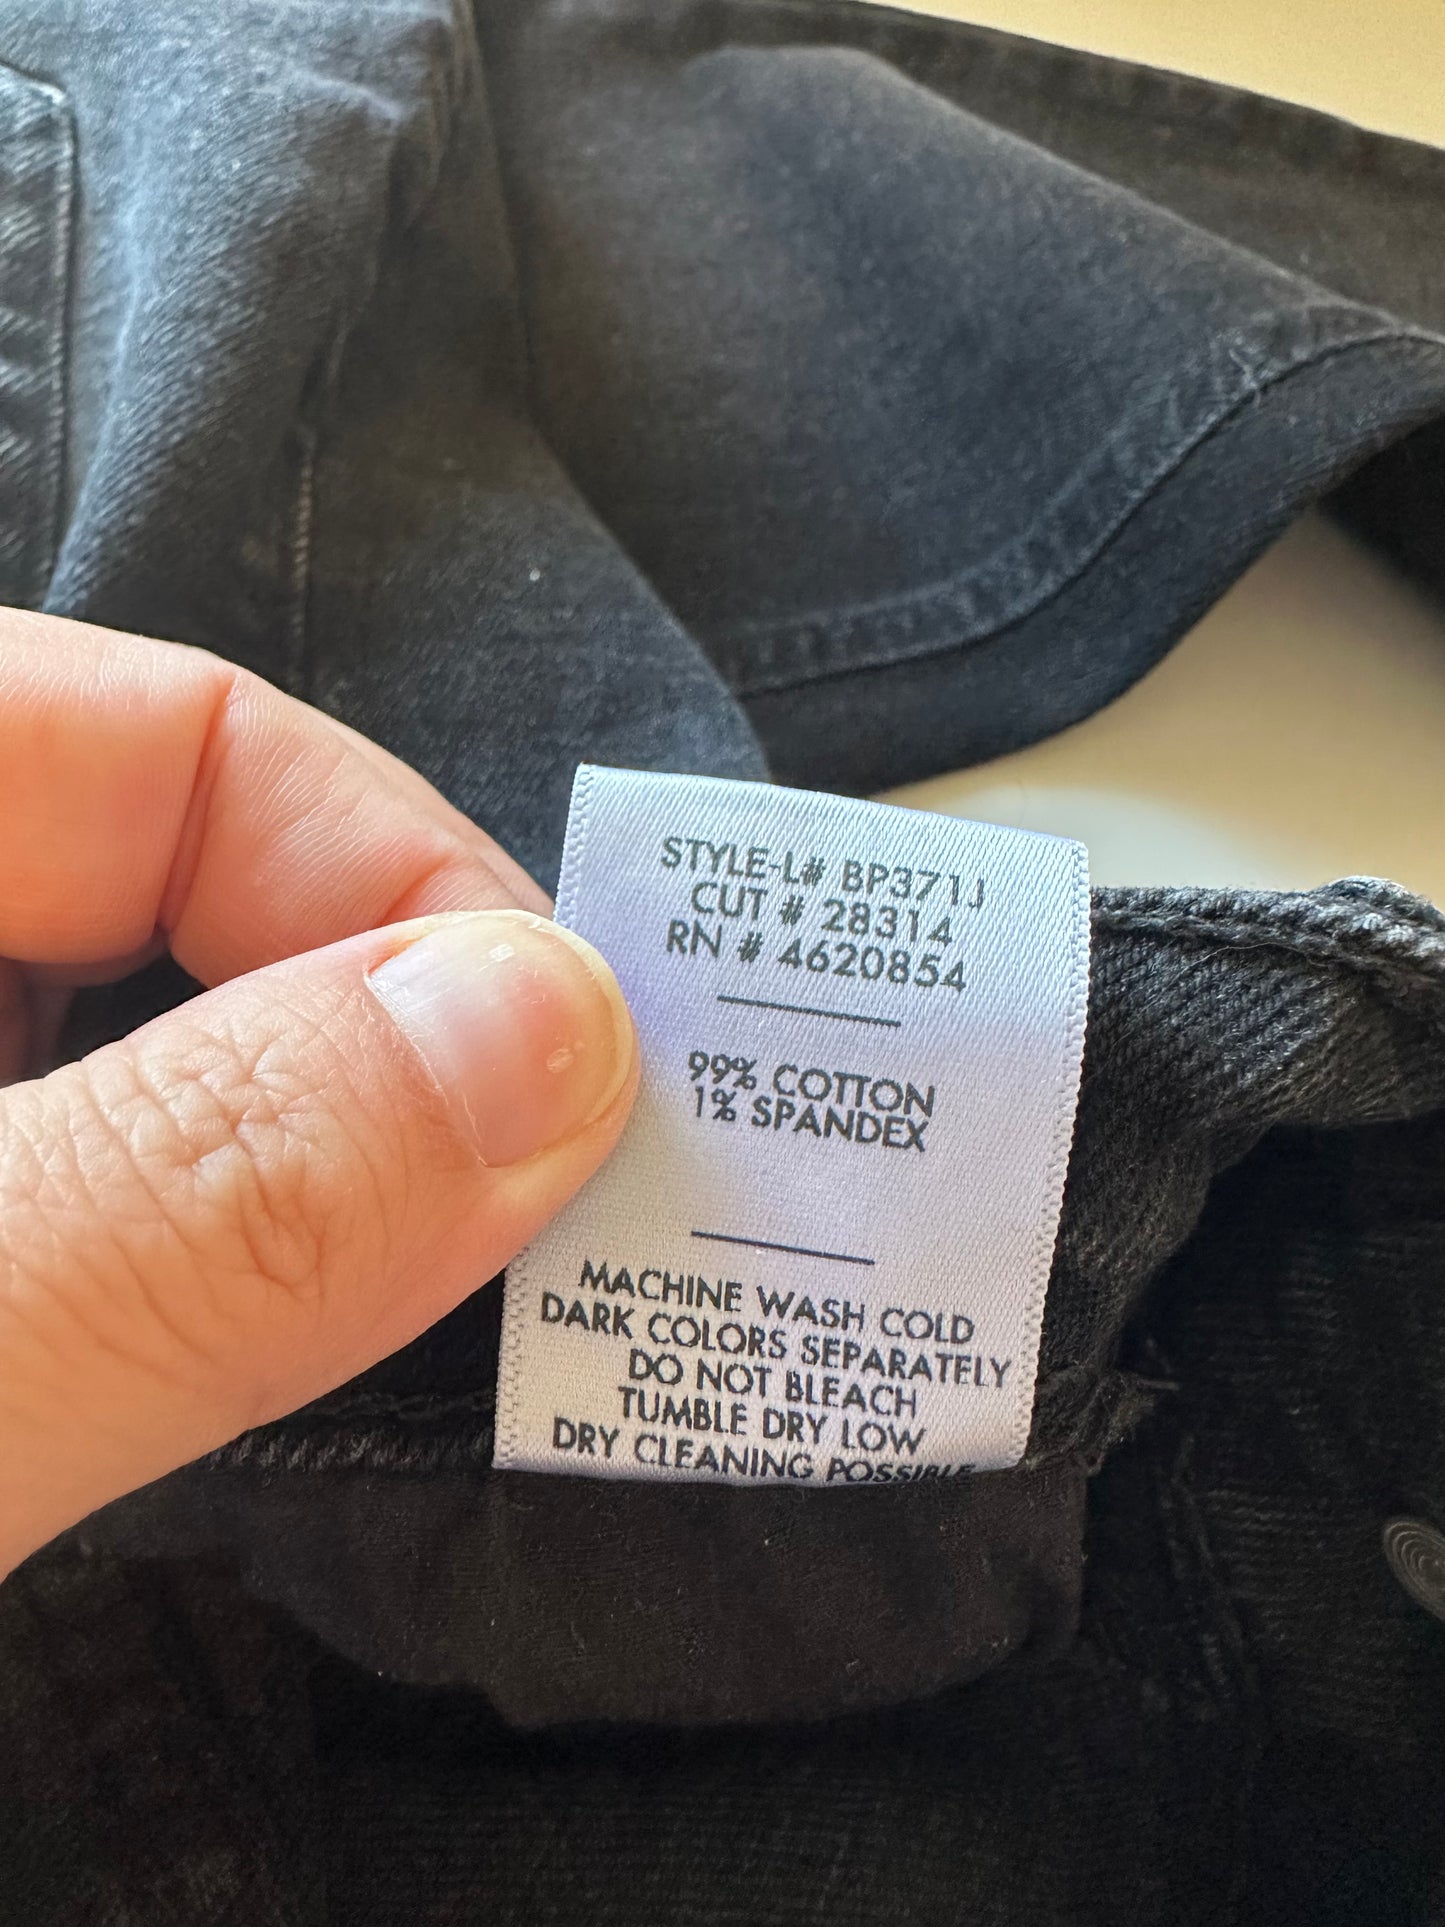 STYLE-L# BP371J
CUT # 28314
RN # 4620854
99% COTTON
1% SPANDEX
MACHINE WASH COLD
DARK COLORS SEPARATELY
DO NOT BLEACH
TUMBLE DRY LOW
DRY CLEANING POSSIBLE